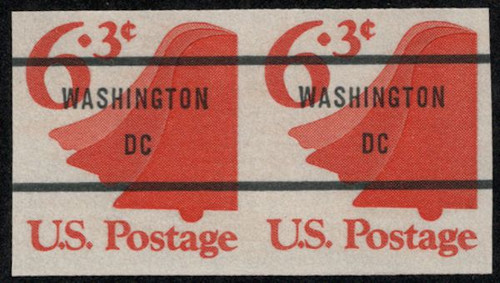 6.3¢ 6.3¢
WASHINGTON WASHINGTON
DC DC
U.S. Postage U.S. Postage